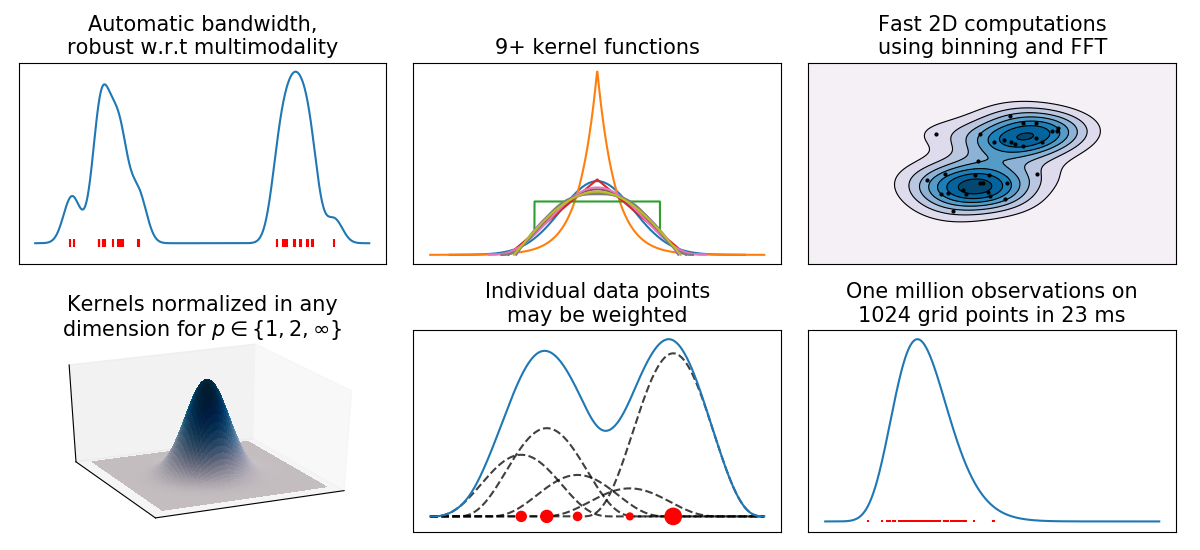 Automatic bandwidth,
robust w.r.t multimodality
9+ kernel functions
Fast 2D computations
using binning and FFT
Kernels normalized in any
dimension for p ∈ {1, 2, ∞}
Individual data points
may be weighted
One million observations on
1024 grid points in 23 ms